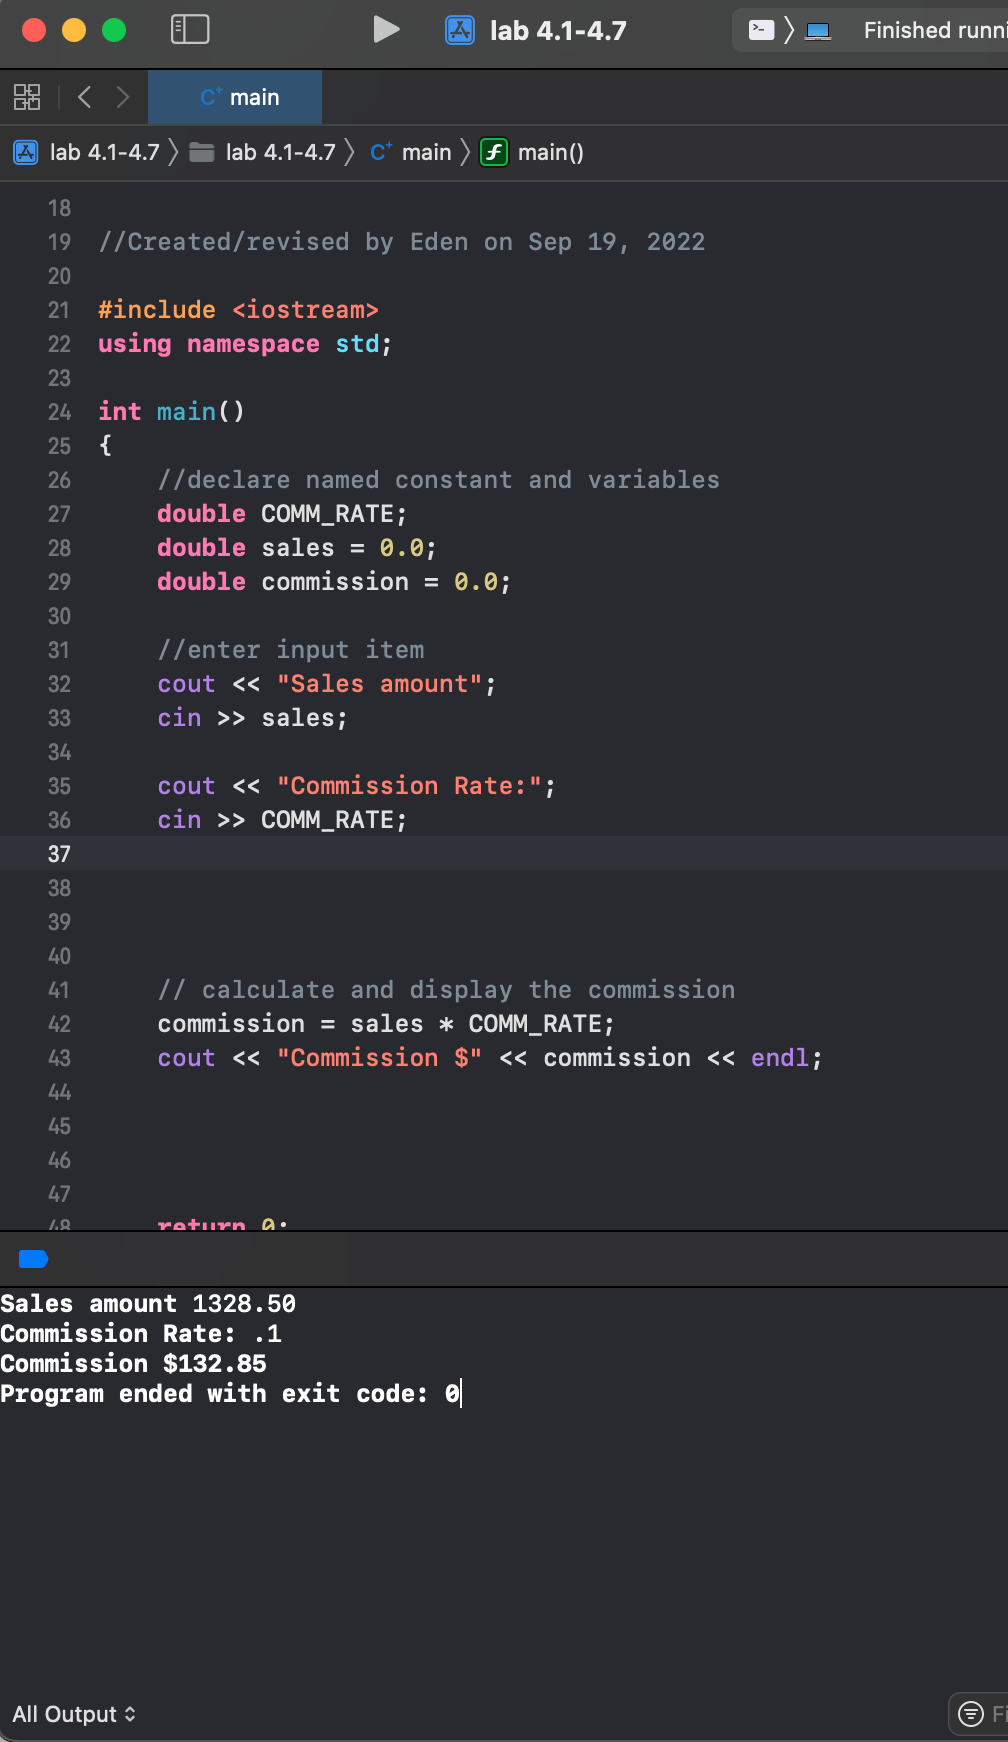 lab 4.1-4.7
Finished runni
main
lab 4.1-4.7 lab 4.1-4.7 main main()
18
19 //Created/revised by Eden on Sep 19, 2022
20
21 #include <iostream>
22 using namespace std;
23
24 int main()
25 {
26 //declare named constant and variables
27 double COMM_RATE;
28 double sales = 0.0;
29 double commission = 0.0;
30
31 //enter input item
32 cout << "Sales amount";
33 cin >> sales;
34
35 cout << "Commission Rate:";
36 cin >> COMM_RATE;
37
38
39
40
41 // calculate and display the commission
42 commission = sales * COMM_RATE;
43 cout << "Commission $" << commission << endl;
44
45
46
47
48 return 0;
Sales amount 1328.50
Commission Rate: .1
Commission $132.85
Program ended with exit code: 0
All Output
Fi